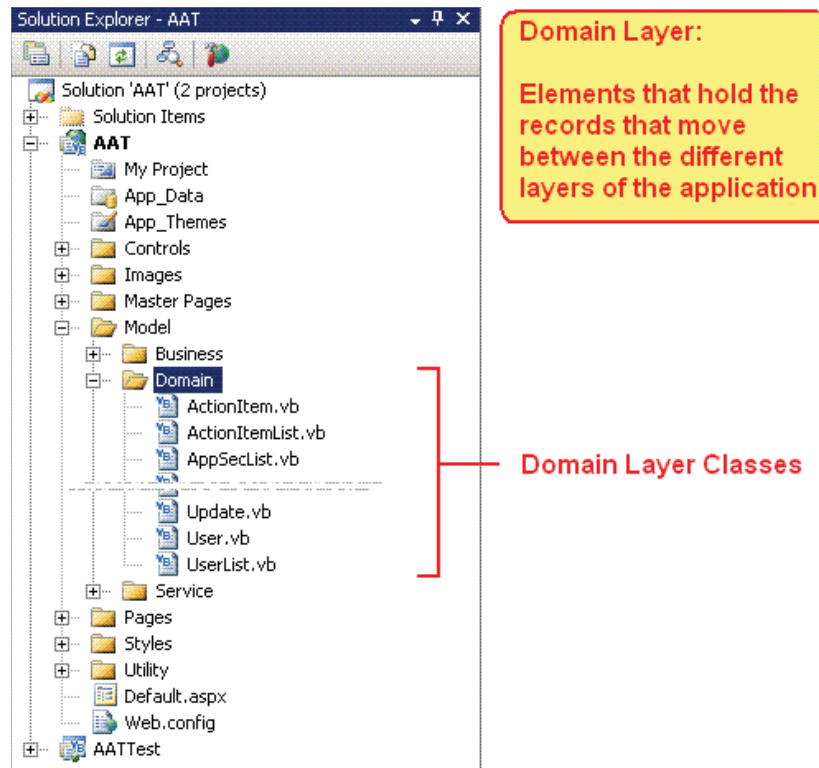 Solution Explorer - AAT
Solution 'AAT' (2 projects)
Solution Items
AAT
My Project
App_Data
App_Themes
Controls
Images
Master Pages
Model
Business
Domain
ActionItem.vb
ActionItemList.vb
AppSecList.vb
Update.vb
User.vb
UserList.vb
Service
Pages
Styles
Utility
Default.aspx
Web.config
AATTest
Domain Layer:
Elements that hold the
records that move
between the different
layers of the application
Domain Layer Classes